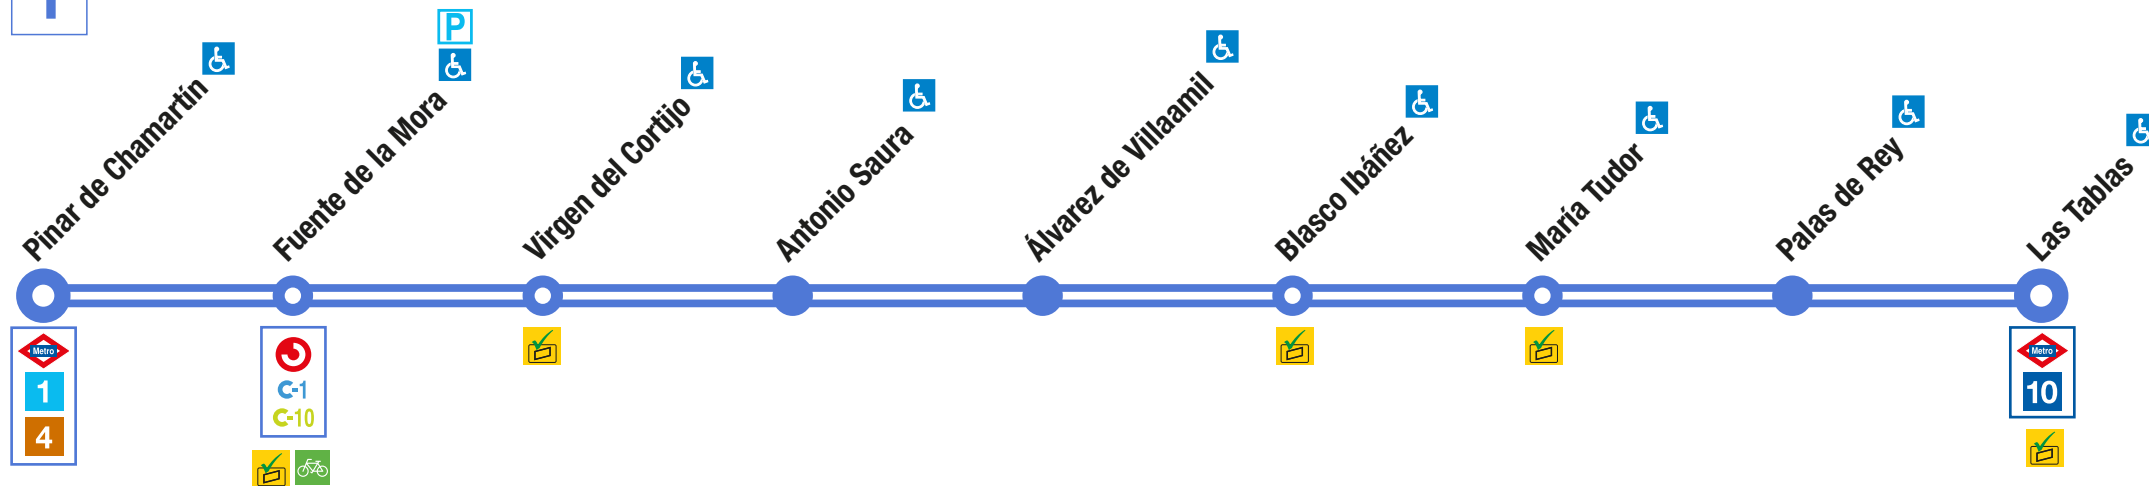 P
Pinar de Chamartín
Fuente de la Mora
Virgen del Cortijo
Antonio Saura
Álvarez de Villaamil
Blasco Ibáñez
María Tudor
Palas de Rey
Las Tablas
Metro
1
4
C-1
C-10
Metro
10